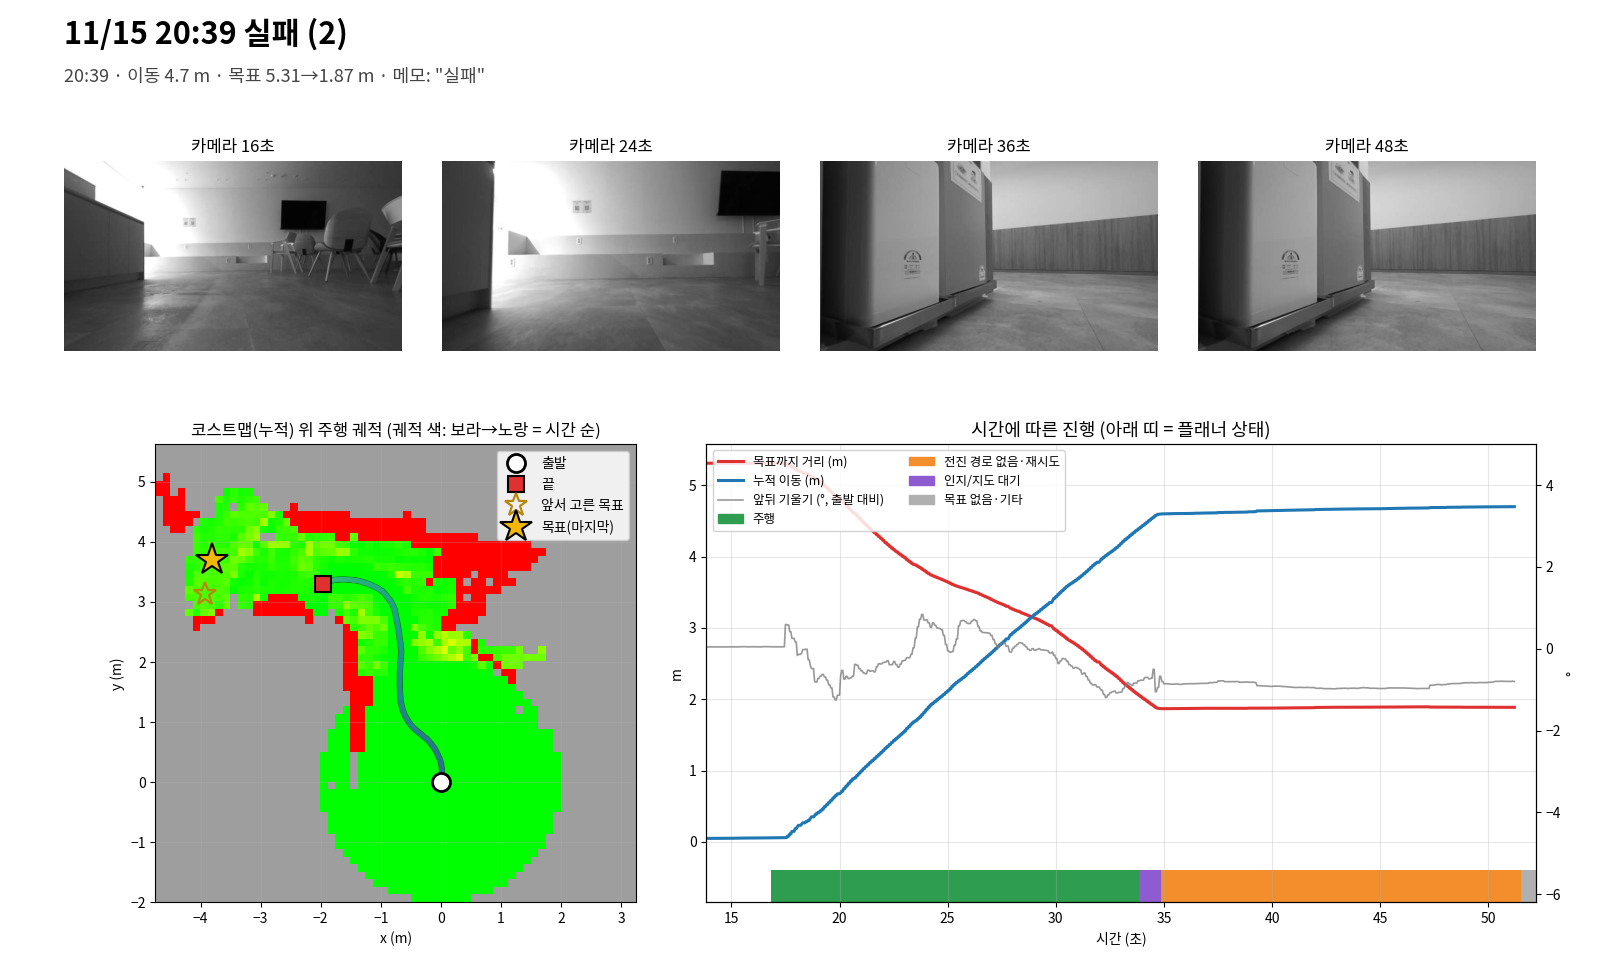 11/15 20:39 실패 (2)
20:39 · 이동 4.7 m · 목표 5.31→1.87 m · 메모: "실패"
카메라 16초
카메라 24초
카메라 36초
카메라 48초
코스트맵(누적) 위 주행 궤적 (궤적 색: 보라→노랑 = 시간 순)
출발
끝
앞서 고른 목표
목표(마지막)
5
4
3
2
1
0
−1
−2
y (m)
−4
−3
−2
−1
0
1
2
3
x (m)
시간에 따른 진행 (아래 띠 = 플래너 상태)
목표까지 거리 (m)
누적 이동 (m)
앞뒤 기울기 (°, 출발 대비)
주행
전진 경로 없음·재시도
인지/지도 대기
목표 없음·기타
5
4
3
2
1
0
m
4
2
0
−2
−4
−6
°
15
20
25
30
35
40
45
50
시간 (초)